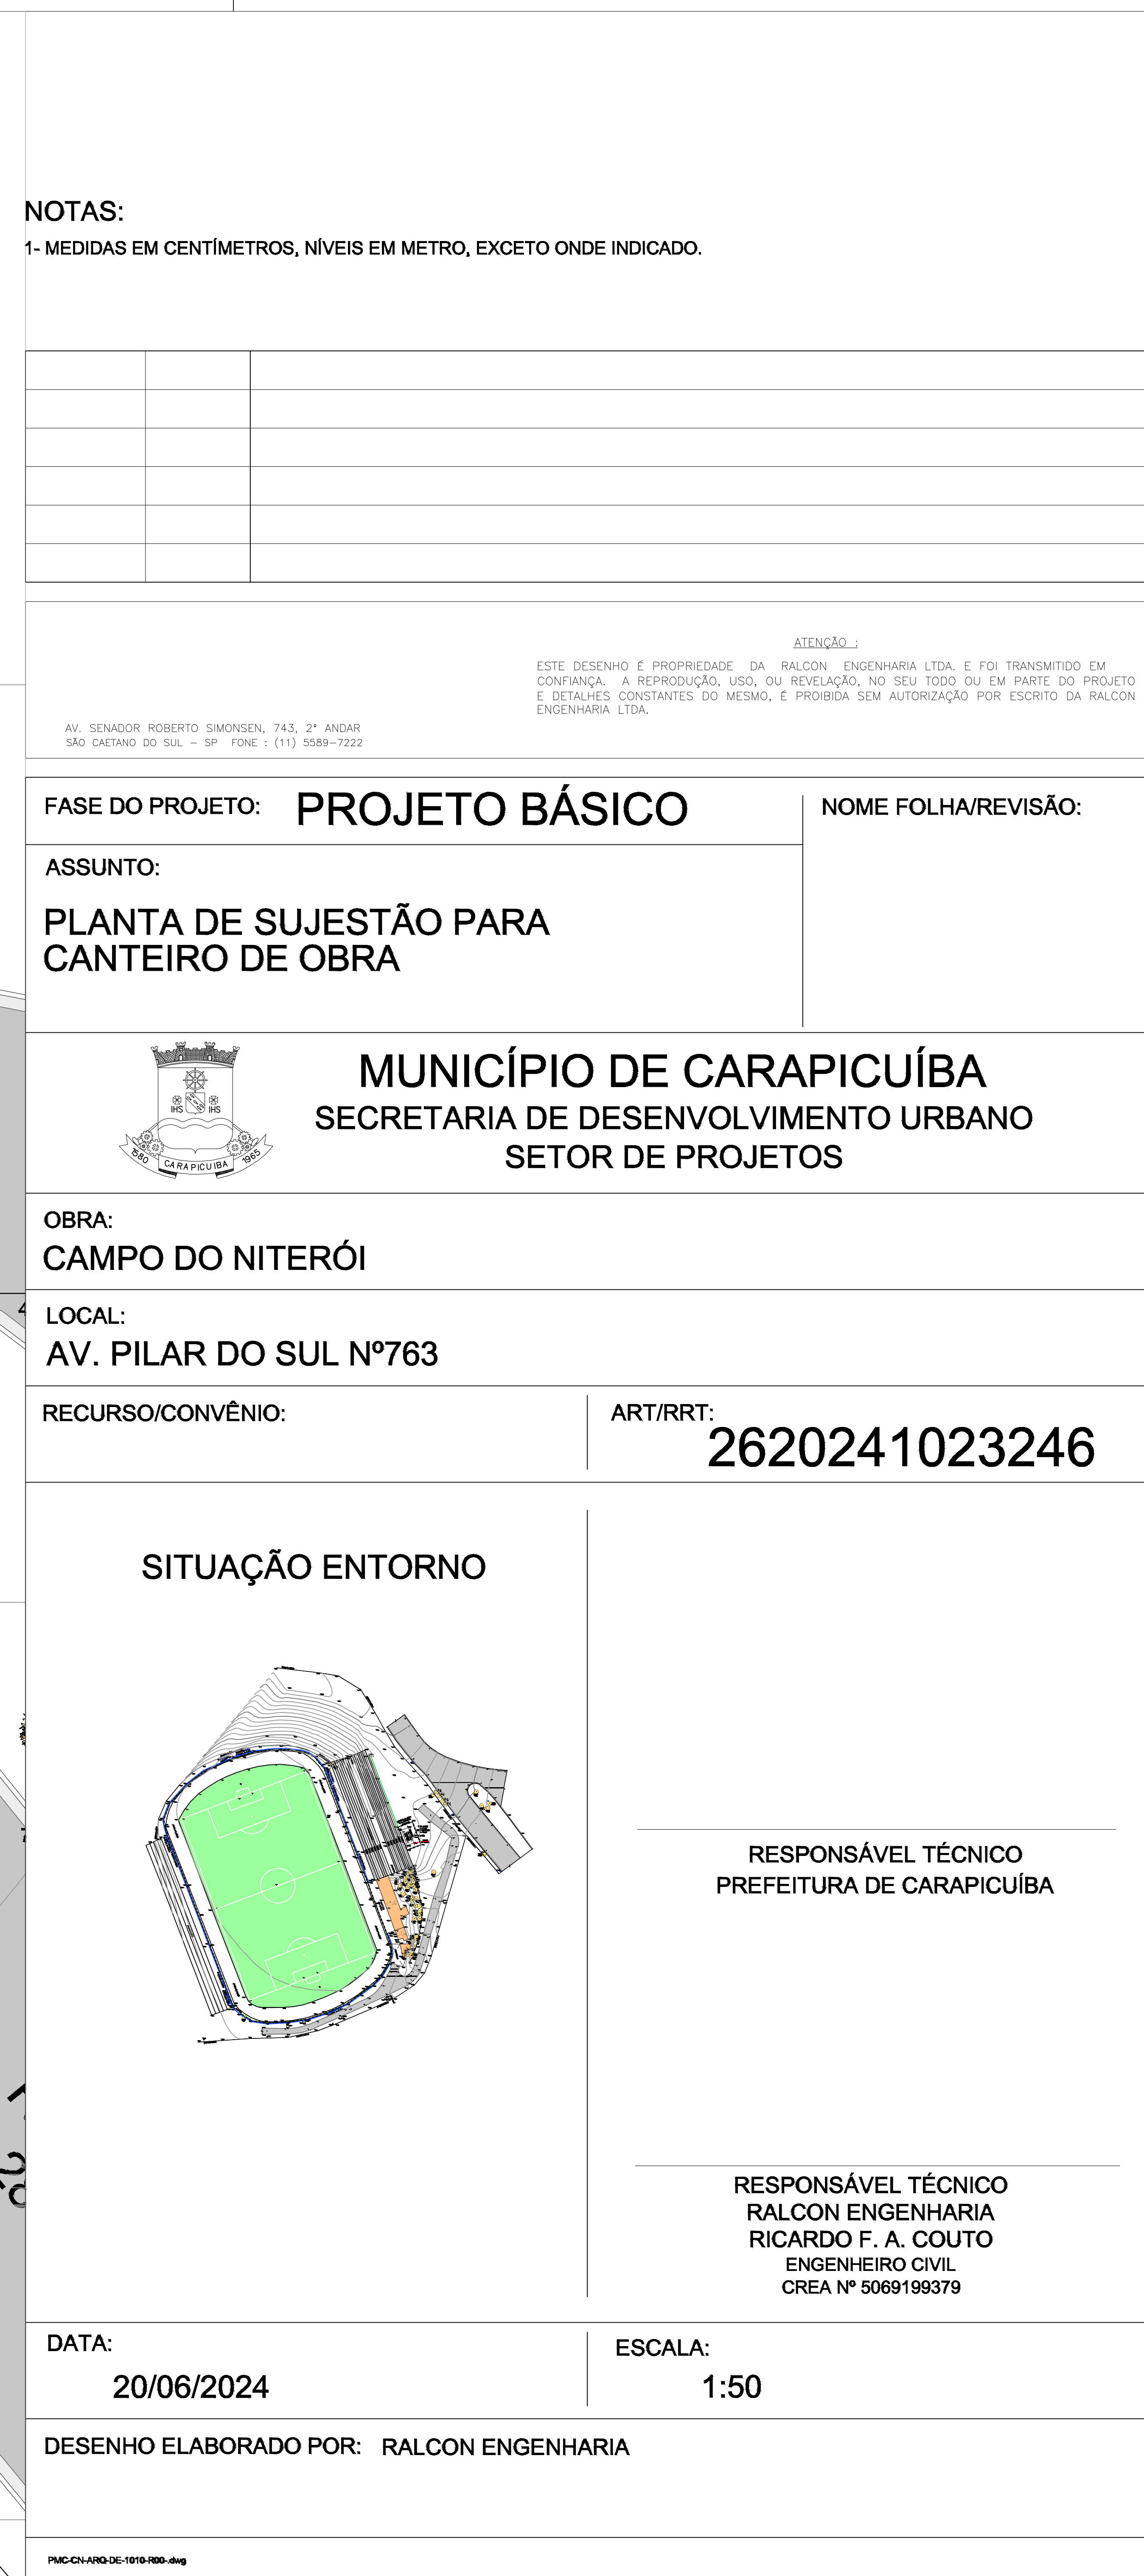 NOTAS:
1- MEDIDAS EM CENTÍMETROS, NÍVEIS EM METRO, EXCETO ONDE INDICADO.
ATENÇÃO :
ESTE DESENHO É PROPRIEDADE DA RALCON ENGENHARIA LTDA. E FOI TRANSMITIDO EM
CONFIANÇA. A REPRODUÇÃO, USO, OU REVELAÇÃO, NO SEU TODO OU EM PARTE DO PROJETO
E DETALHES CONSTANTES DO MESMO, É PROIBIDA SEM AUTORIZAÇÃO POR ESCRITO DA RALCON
ENGENHARIA LTDA.
AV. SENADOR ROBERTO SIMONSEN, 743, 2° ANDAR
SÃO CAETANO DO SUL - SP FONE : (11) 5589-7222
FASE DO PROJETO: PROJETO BÁSICO
NOME FOLHA/REVISÃO:
ASSUNTO:
PLANTA DE SUJESTÃO PARA
CANTEIRO DE OBRA
IHS IHS
1580 CARAPICUIBA 1965
MUNICÍPIO DE CARAPICUÍBA
SECRETARIA DE DESENVOLVIMENTO URBANO
SETOR DE PROJETOS
OBRA:
CAMPO DO NITERÓI
LOCAL:
AV. PILAR DO SUL Nº763
RECURSO/CONVÊNIO:
ART/RRT:
2620241023246
SITUAÇÃO ENTORNO
RESPONSÁVEL TÉCNICO
PREFEITURA DE CARAPICUÍBA
RESPONSÁVEL TÉCNICO
RALCON ENGENHARIA
RICARDO F. A. COUTO
ENGENHEIRO CIVIL
CREA Nº 5069199379
DATA:
20/06/2024
ESCALA:
1:50
DESENHO ELABORADO POR: RALCON ENGENHARIA
PMC-CN-ARQ-DE-1010-R00-.dwg